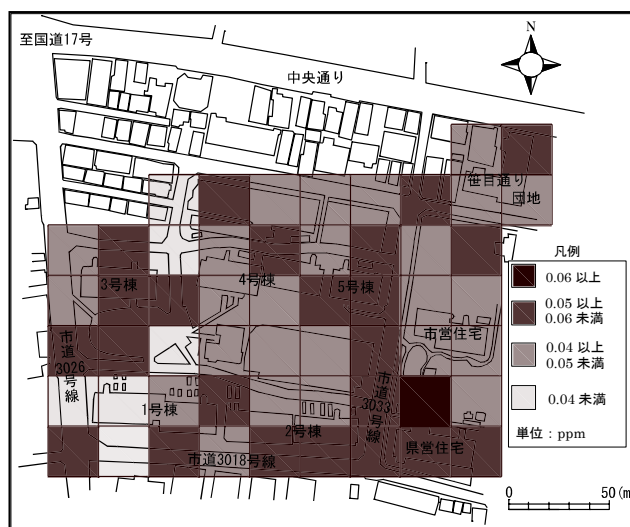 至国道17号
中央通り
N
笹目通り
団地
3号棟
4号棟
5号棟
市営住宅
市道
3026
号線
市道
3033
号線
1号棟
2号棟
市道3018号線
県営住宅
凡例
0.06 以上
0.05 以上
0.06 未満
0.04 以上
0.05 未満
0.04 未満
単位：ppm
0 50 (m